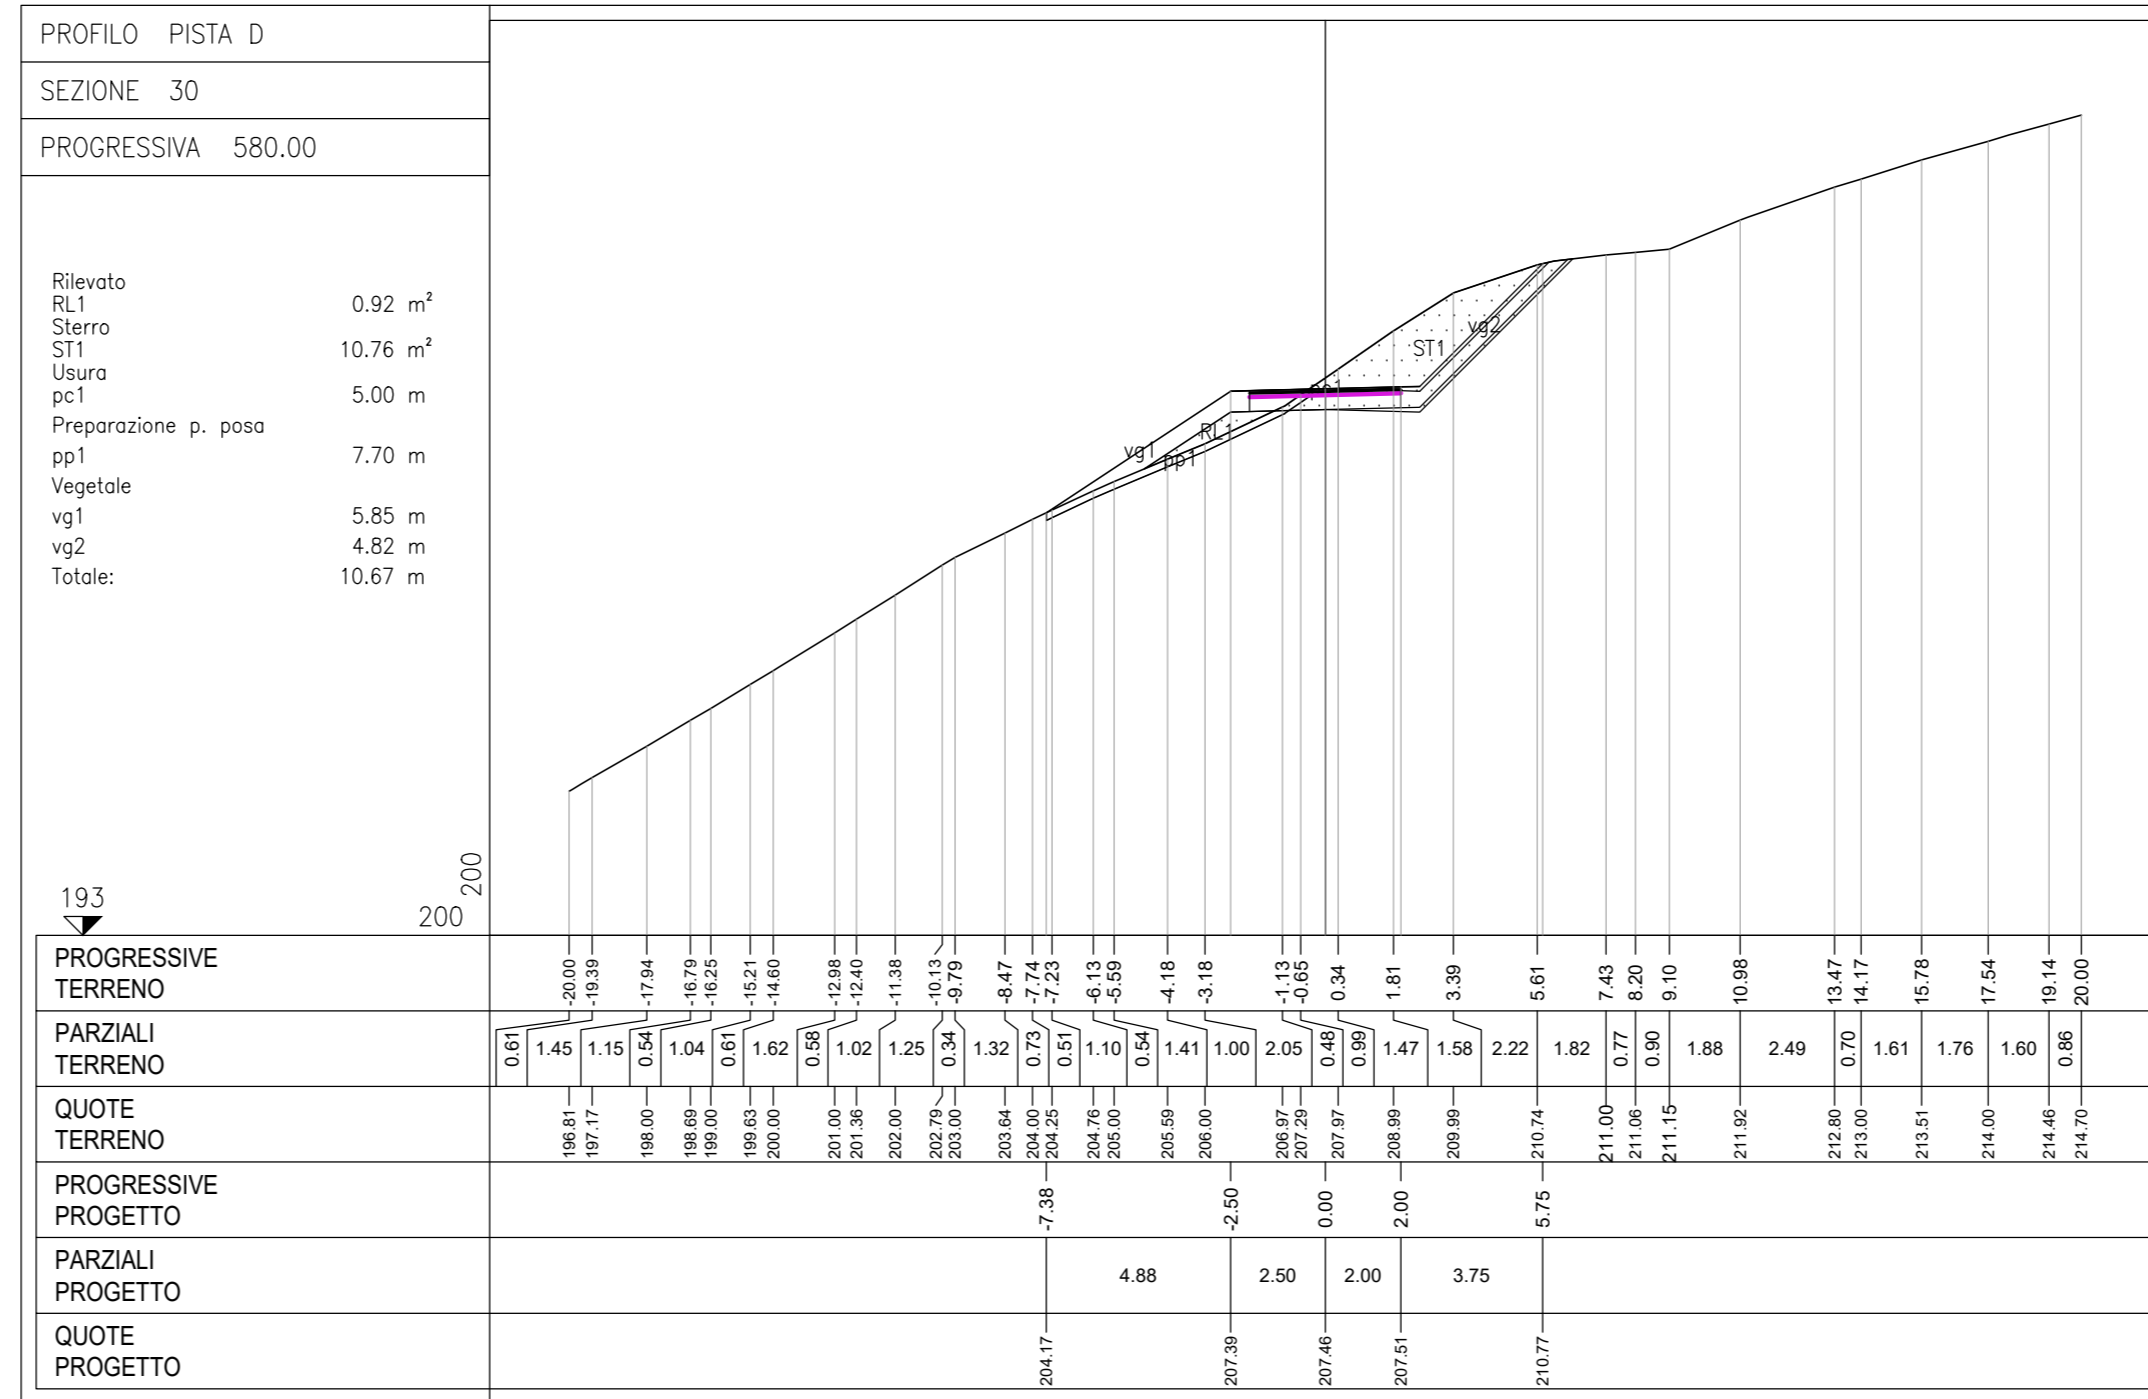 PROFILO PISTA D
SEZIONE 30
PROGRESSIVA 580.00
Rilevato
RL1 0.92 m²
Sterro
ST1 10.76 m²
Usura
pc1 5.00 m
Preparazione p. posa
pp1 7.70 m
Vegetale
vg1 5.85 m
vg2 4.82 m
Totale: 10.67 m
vg2
ST1
RL1
vg1
pp1
200
193
200
PROGRESSIVE
TERRENO
-20.00 -19.39 -17.94 -16.79 -16.25 -15.21 -14.60 -12.98 -12.40 -11.38 -10.13 -9.79 -8.47 -7.74 -7.23 -6.13 -5.59 -4.18 -3.18 -1.13 -0.65 0.34 1.81 3.39 5.61 7.43 8.20 9.10 10.98 13.47 14.17 15.78 17.54 19.14 20.00
PARZIALI
TERRENO
0.61 1.45 1.15 0.54 1.04 0.61 1.62 0.58 1.02 1.25 0.34 1.32 0.73 0.51 1.10 0.54 1.41 1.00 2.05 0.48 0.99 1.47 1.58 2.22 1.82 0.77 0.90 1.88 2.49 0.70 1.61 1.76 1.60 0.86
QUOTE
TERRENO
196.81 197.17 198.00 198.69 199.00 199.63 200.00 201.00 201.36 202.00 202.79 203.00 203.64 204.00 204.25 204.76 205.00 205.59 206.00 206.97 207.29 207.97 208.99 209.99 210.74 211.00 211.06 211.15 211.92 212.80 213.00 213.51 214.00 214.46 214.70
PROGRESSIVE
PROGETTO
-7.38 -2.50 0.00 2.00 5.75
PARZIALI
PROGETTO
4.88 2.50 2.00 3.75
QUOTE
PROGETTO
204.17 207.39 207.46 207.51 210.77